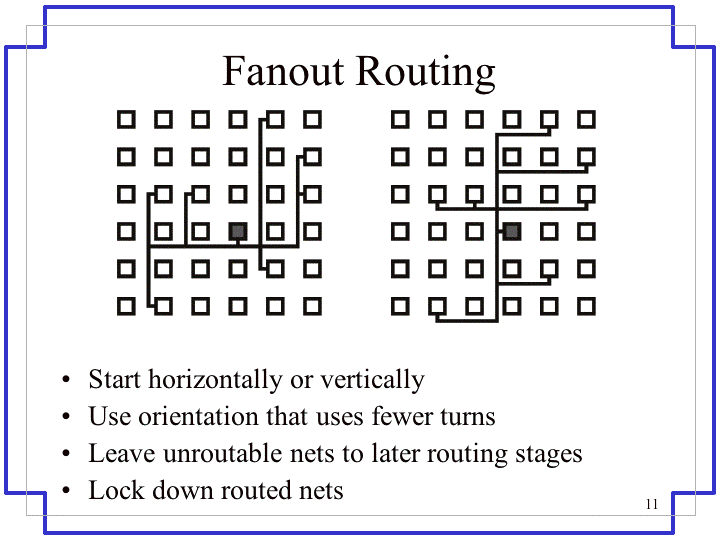 Fanout Routing
• Start horizontally or vertically
• Use orientation that uses fewer turns
• Leave unroutable nets to later routing stages
• Lock down routed nets
11